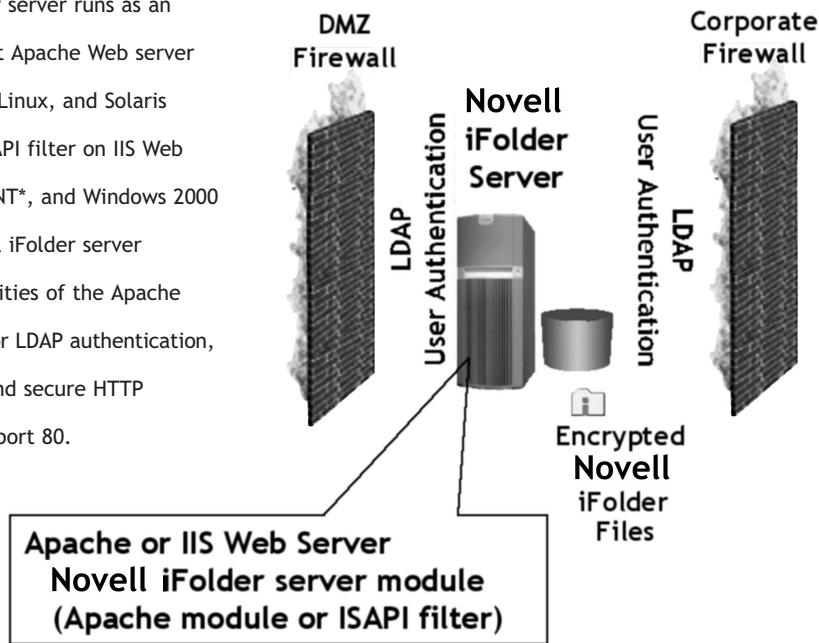 server runs as an
Apache Web server
Linux, and Solaris
filter on IIS Web
NT*, and Windows 2000
iFolder server
of the Apache
LDAP authentication,
secure HTTP
port 80.
DMZ
Firewall
Corporate
Firewall
Novell
iFolder
Server
LDAP
User Authentication
User Authentication
LDAP
Encrypted
Novell
iFolder
Files
Apache or IIS Web Server
Novell iFolder server module
(Apache module or ISAPI filter)